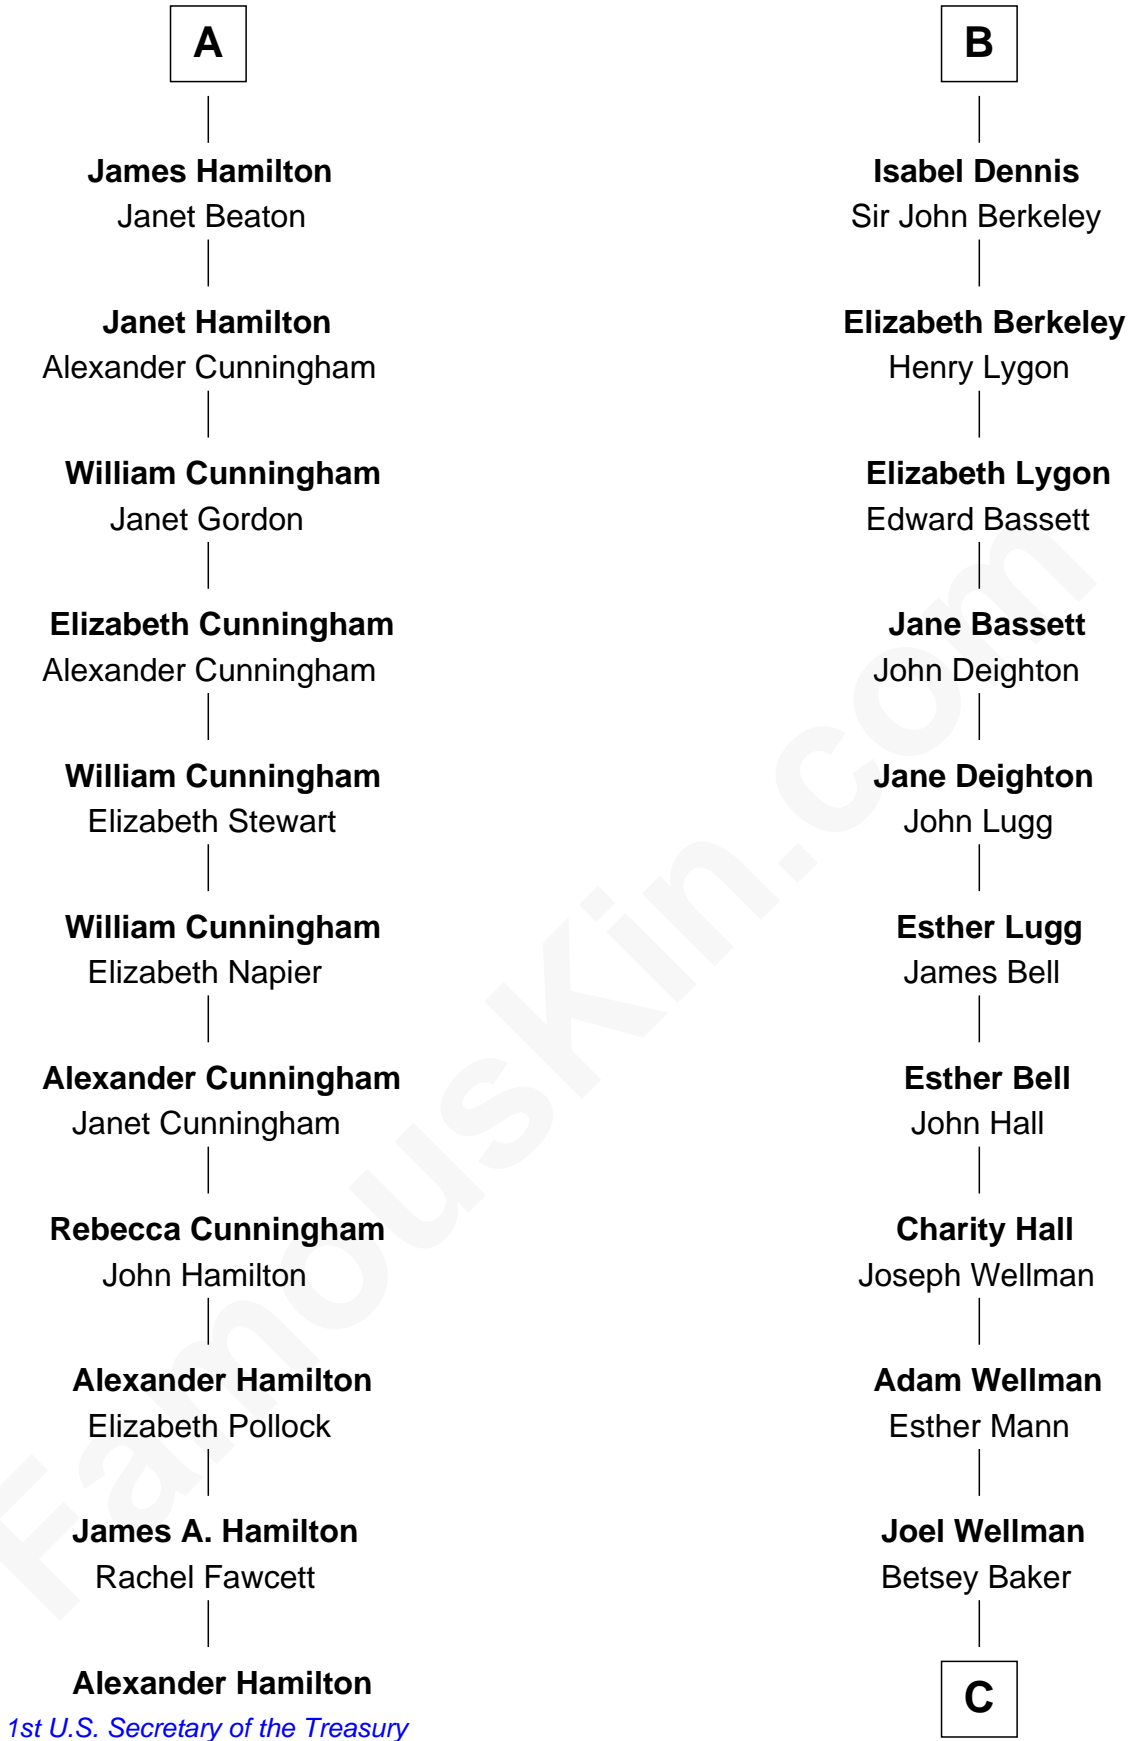 A
James Hamilton
Janet Beaton
Janet Hamilton
Alexander Cunningham
William Cunningham
Janet Gordon
Elizabeth Cunningham
Alexander Cunningham
William Cunningham
Elizabeth Stewart
William Cunningham
Elizabeth Napier
Alexander Cunningham
Janet Cunningham
Rebecca Cunningham
John Hamilton
Alexander Hamilton
Elizabeth Pollock
James A. Hamilton
Rachel Fawcett
Alexander Hamilton
1st U.S. Secretary of the Treasury
B
Isabel Dennis
Sir John Berkeley
Elizabeth Berkeley
Henry Lygon
Elizabeth Lygon
Edward Bassett
Jane Bassett
John Deighton
Jane Deighton
John Lugg
Esther Lugg
James Bell
Esther Bell
John Hall
Charity Hall
Joseph Wellman
Adam Wellman
Esther Mann
Joel Wellman
Betsey Baker
C
FamousKin.com